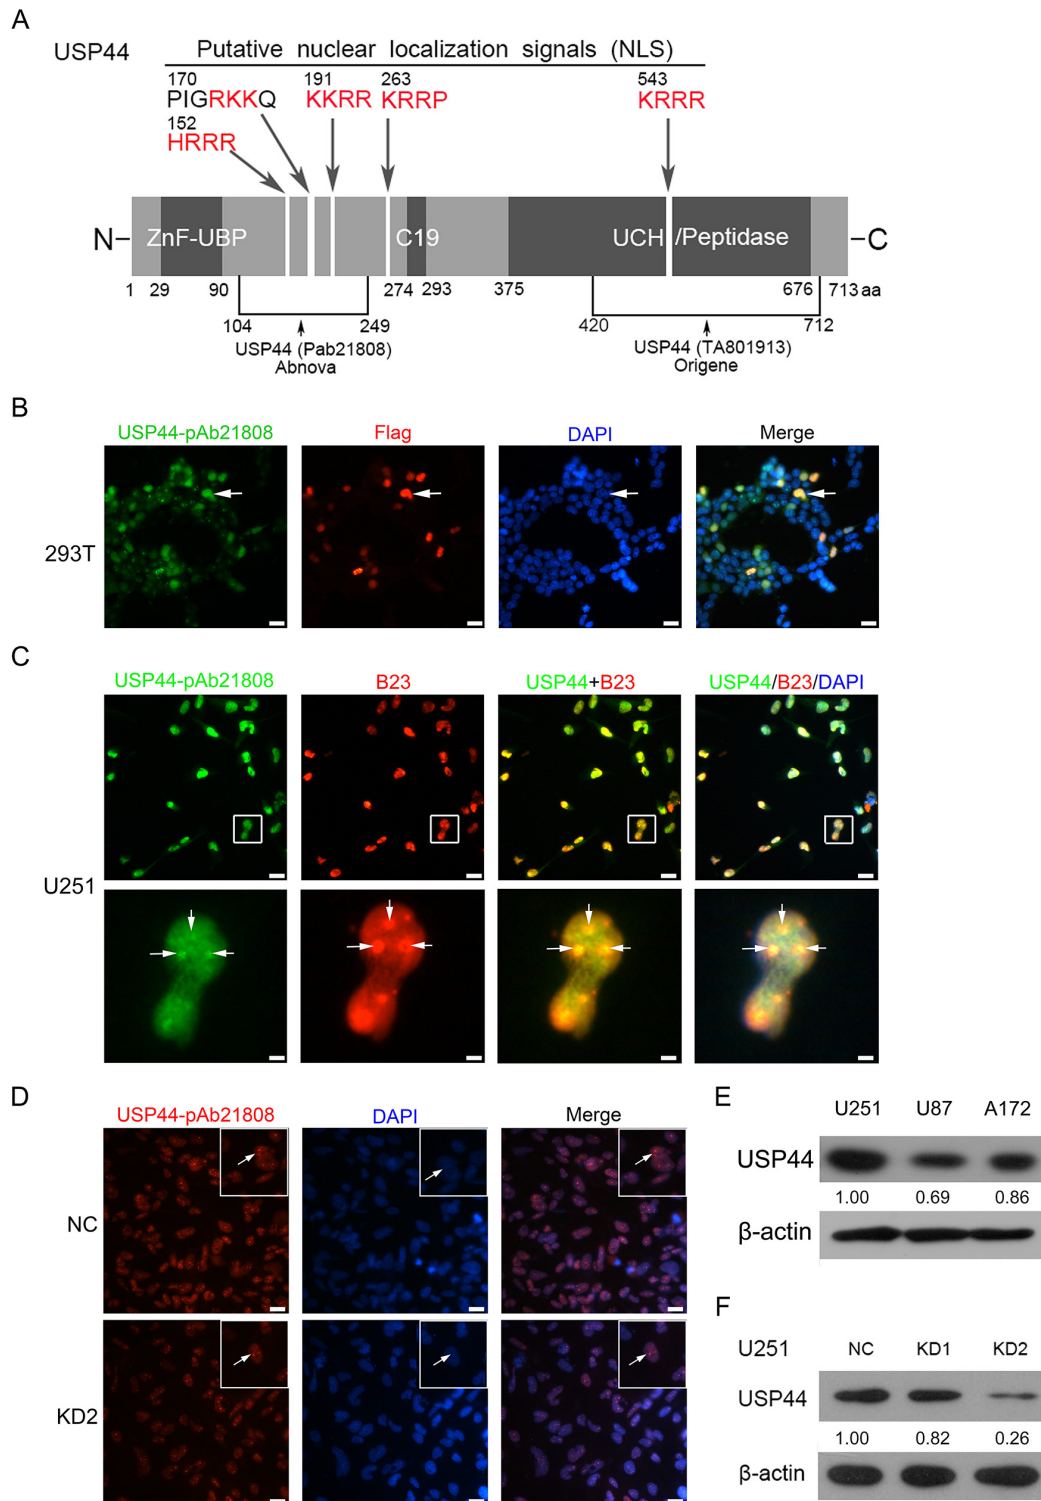 A
USP44 Putative nuclear localization signals (NLS)
170 191 263 543
PIGRKKQ KKRR KRRP KRRR
152
HRRR
N ZnF-UBP C19 UCH /Peptidase C
1 29 90 274 293 375 676 713 aa
104 249 420 712
USP44 (Pab21808) USP44 (TA801913)
Abnova Origene
B
USP44-pAb21808 Flag DAPI Merge
293T
C
USP44-pAb21808 B23 USP44+B23 USP44/B23/DAPI
U251
D
USP44-pAb21808 DAPI Merge
NC
KD2
E
U251 U87 A172
USP44
1.00 0.69 0.86
β-actin
F
U251 NC KD1 KD2
USP44
1.00 0.82 0.26
β-actin